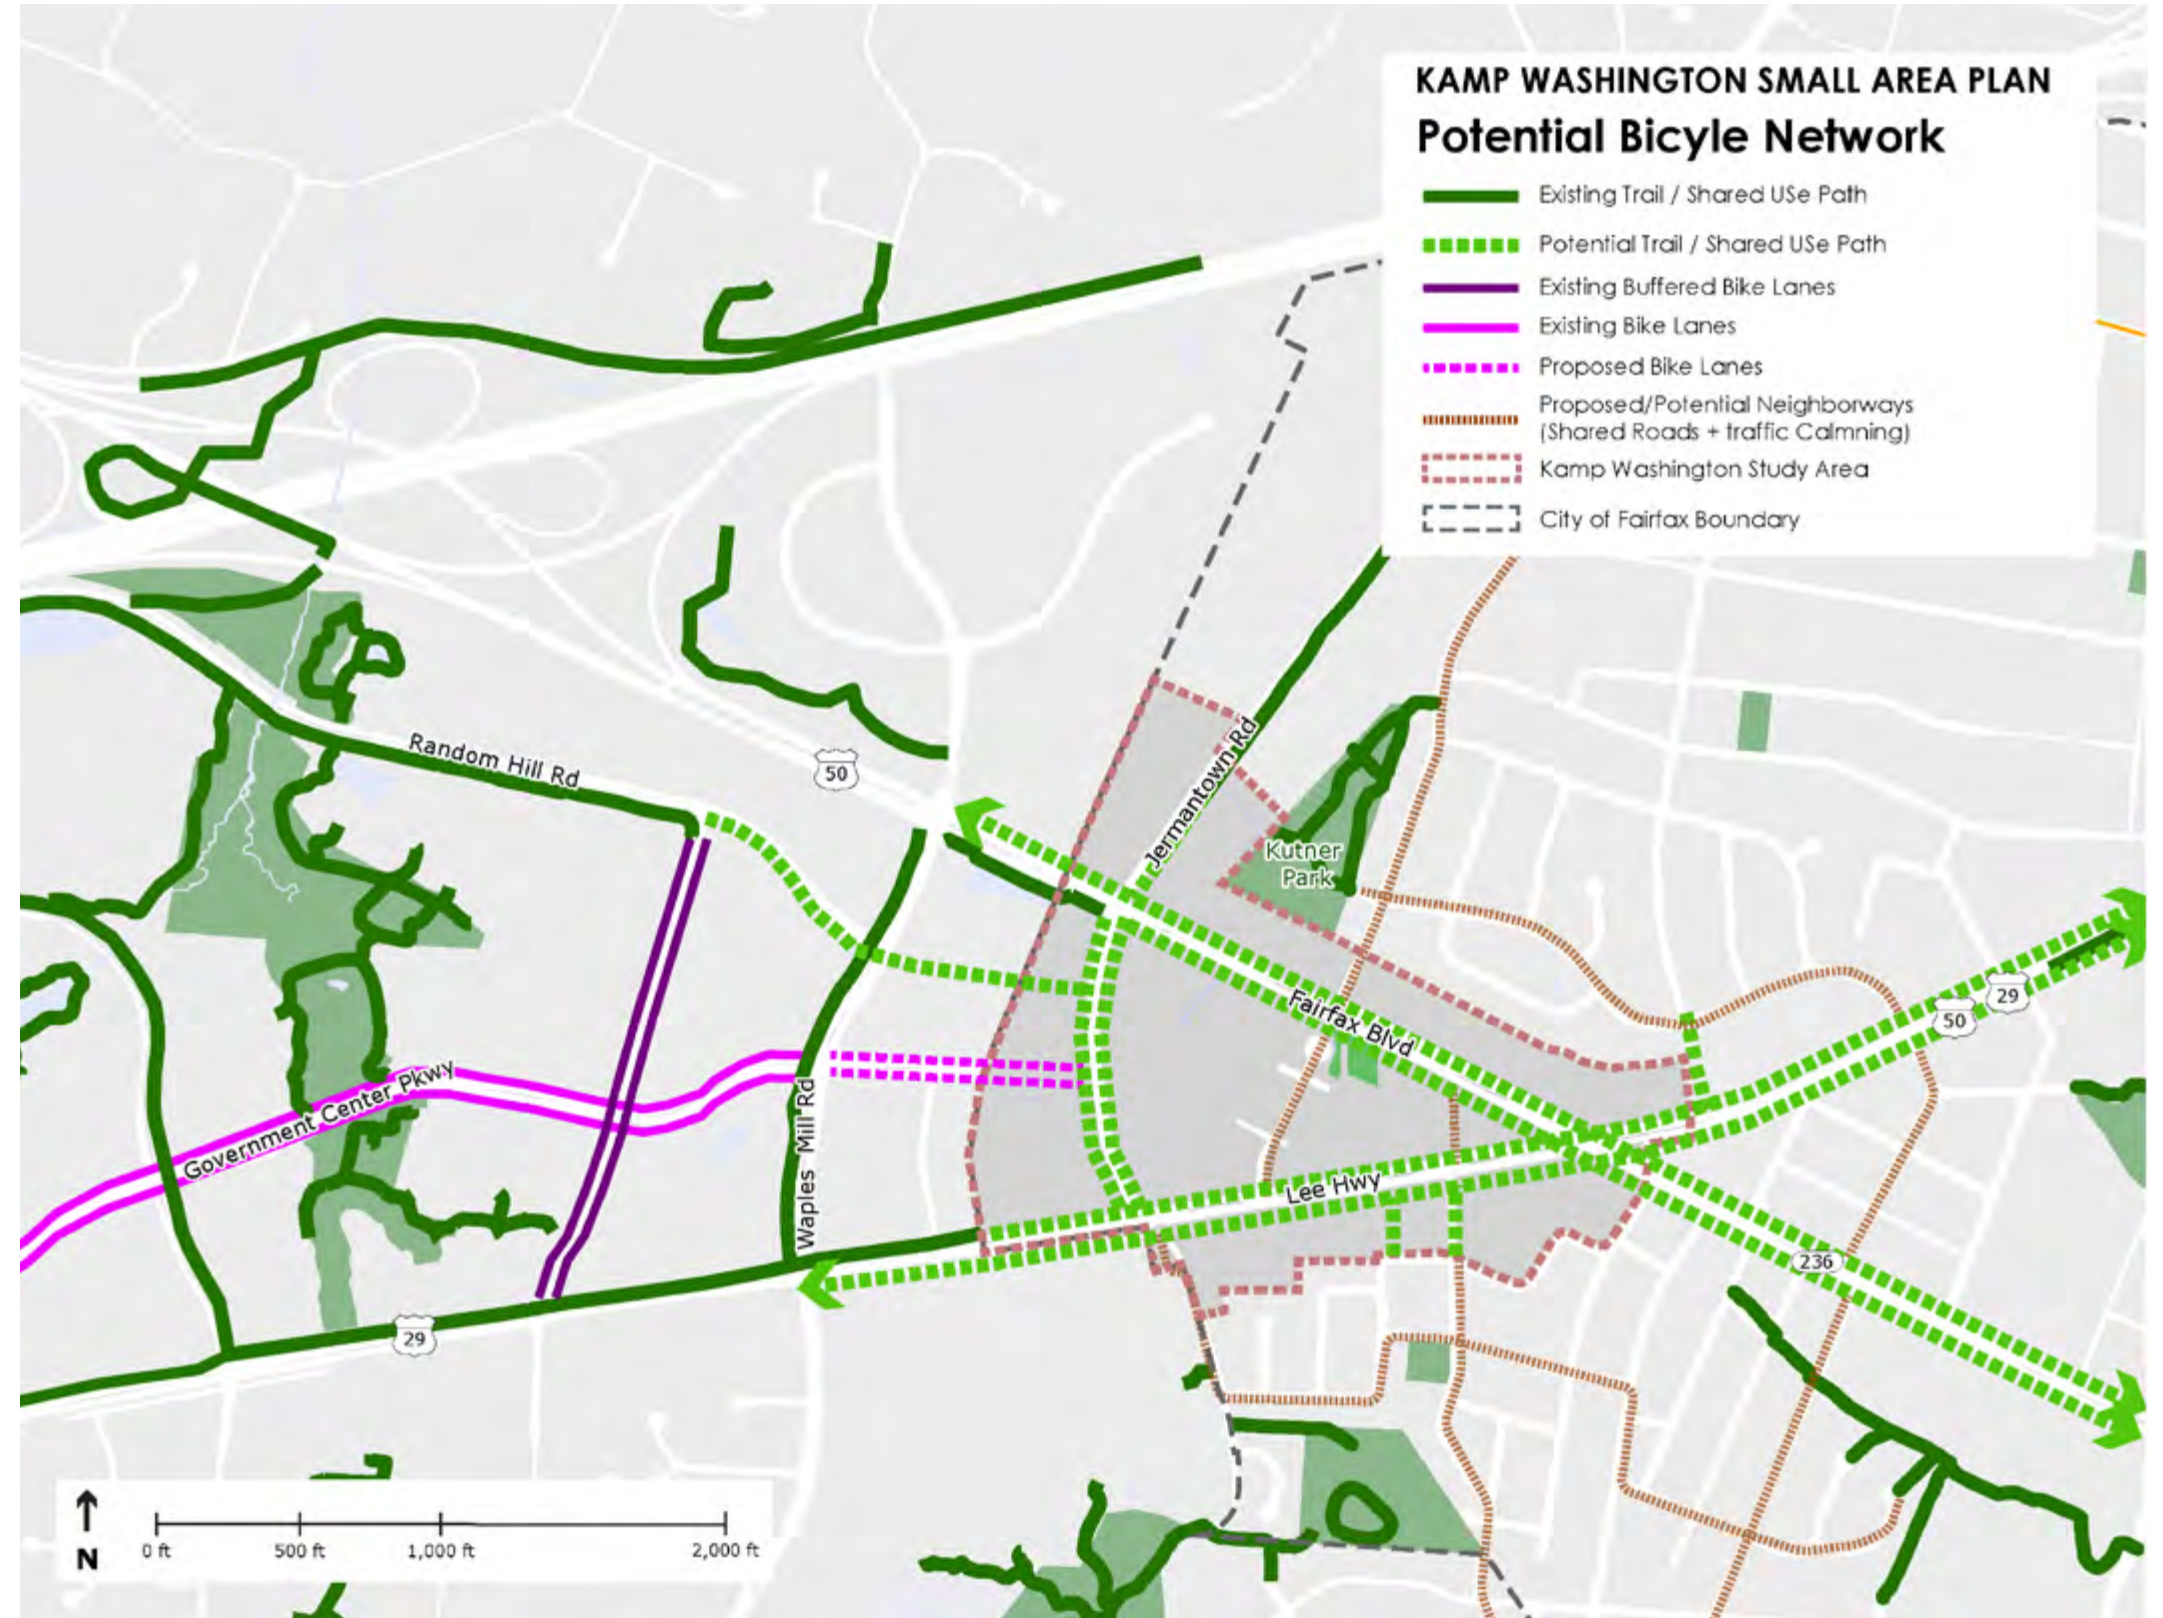 KAMP WASHINGTON SMALL AREA PLAN
Potential Bicyle Network
Existing Trail / Shared USe Path
Potential Trail / Shared USe Path
Existing Buffered Bike Lanes
Existing Bike Lanes
Proposed Bike Lanes
Proposed/Potential Neighborways
(Shared Roads + traffic Calmning)
Kamp Washington Study Area
City of Fairfax Boundary
Random Hill Rd
50
Jermantown Rd
Kutner
Park
Fairfax Blvd
29
50
Government Center Pkwy
Waples Mill Rd
Lee Hwy
236
29
N
0 ft
500 ft
1,000 ft
2,000 ft